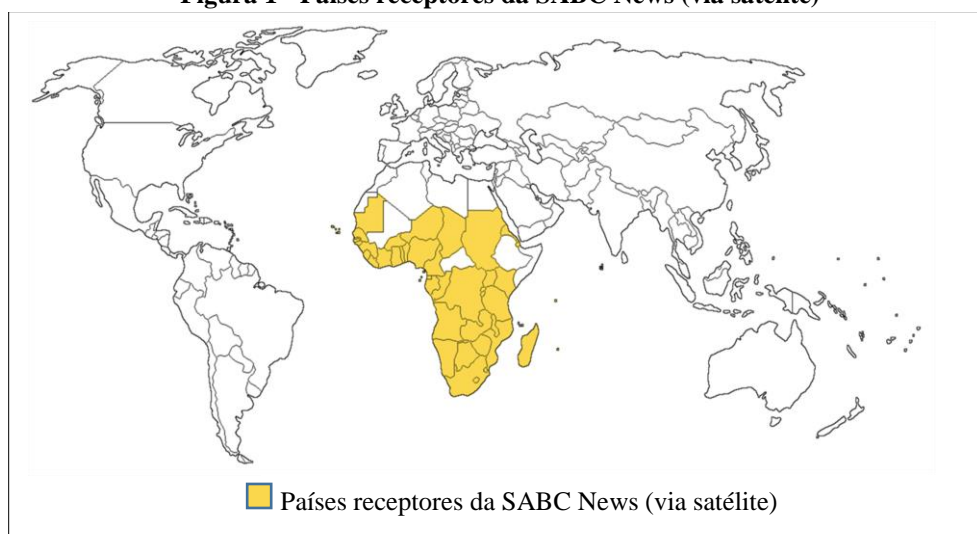 Figura 1 - Países receptores da SABC News (via satélite)
Países receptores da SABC News (via satélite)